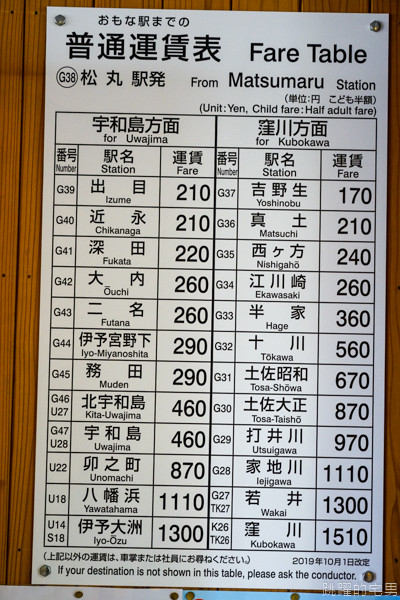 おもな駅までの
普通運賃表 Fare Table
G38 松丸駅発 From Matsumaru Station
(単位:円 こども半額)
(Unit:Yen, Child fare:Half adult fare)
宇和島方面
for Uwajima
番号 Number 駅名 Station 運賃 Fare
G39 出目 Izume 210
G40 近永 Chikanaga 210
G41 深田 Fukata 220
G42 大内 Ōuchi 260
G43 二名 Futana 260
G44 伊予宮野下 Iyo-Miyanoshita 290
G45 務田 Muden 290
G46 U27 北宇和島 Kita-Uwajima 460
G47 U28 宇和島 Uwajima 460
U22 卯之町 Unomachi 870
U18 八幡浜 Yawatahama 1110
U14 S18 伊予大洲 Iyo-Ōzu 1300
窪川方面
for Kubokawa
番号 Number 駅名 Station 運賃 Fare
G37 吉野生 Yoshinobu 170
G36 真土 Matsuchi 210
G35 西ヶ方 Nishigahō 240
G34 江川崎 Ekawasaki 260
G33 半家 Hage 360
G32 十川 Tōkawa 560
G31 土佐昭和 Tosa-Shōwa 670
G30 土佐大正 Tosa-Taishō 870
G29 打井川 Utsuigawa 970
G28 家地川 Iejigawa 1110
G27 TK27 若井 Wakai 1300
K26 TK26 窪川 Kubokawa 1510
(上記以外の運賃は、車掌または社員にお尋ねください。) 2019年10月1日改定
If your destination is not shown in this table, please ask the conductor.
跳躍的宅男